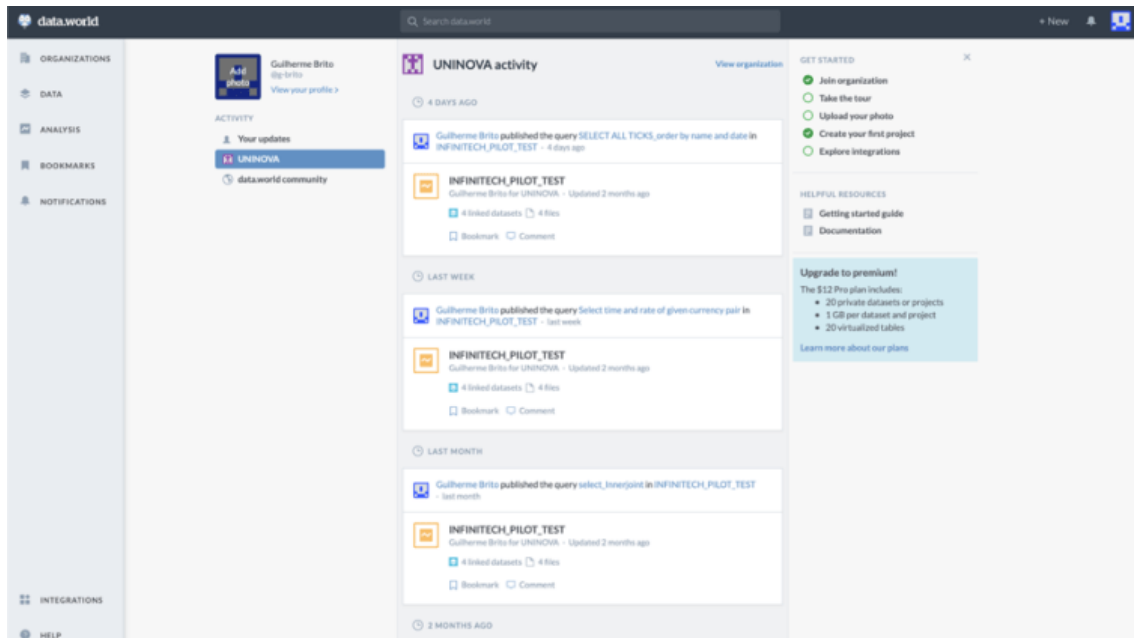 data.world
Search data.world
+ New
ORGANIZATIONS
DATA
ANALYSIS
BOOKMARKS
NOTIFICATIONS
INTEGRATIONS
HELP
Add
photo
Guilherme Brito
@g-brito
View your profile >
ACTIVITY
Your updates
UNINOVA
data.world community
UNINOVA activity
View organization
4 DAYS AGO
Guilherme Brito published the query SELECT ALL TICKS_order by name and date in
INFINITECH_PILOT_TEST - 4 days ago
INFINITECH_PILOT_TEST
Guilherme Brito for UNINOVA - Updated 2 months ago
4 linked datasets 4 files
Bookmark Comment
LAST WEEK
Guilherme Brito published the query Select time and rate of given currency pair in
INFINITECH_PILOT_TEST - last week
INFINITECH_PILOT_TEST
Guilherme Brito for UNINOVA - Updated 2 months ago
4 linked datasets 4 files
Bookmark Comment
LAST MONTH
Guilherme Brito published the query select_Innerjoint in INFINITECH_PILOT_TEST
- last month
INFINITECH_PILOT_TEST
Guilherme Brito for UNINOVA - Updated 2 months ago
4 linked datasets 4 files
Bookmark Comment
2 MONTHS AGO
GET STARTED
Join organization
Take the tour
Upload your photo
Create your first project
Explore integrations
HELPFUL RESOURCES
Getting started guide
Documentation
Upgrade to premium!
The $12 Pro plan includes:
• 20 private datasets or projects
• 1 GB per dataset and project
• 20 virtualized tables
Learn more about our plans